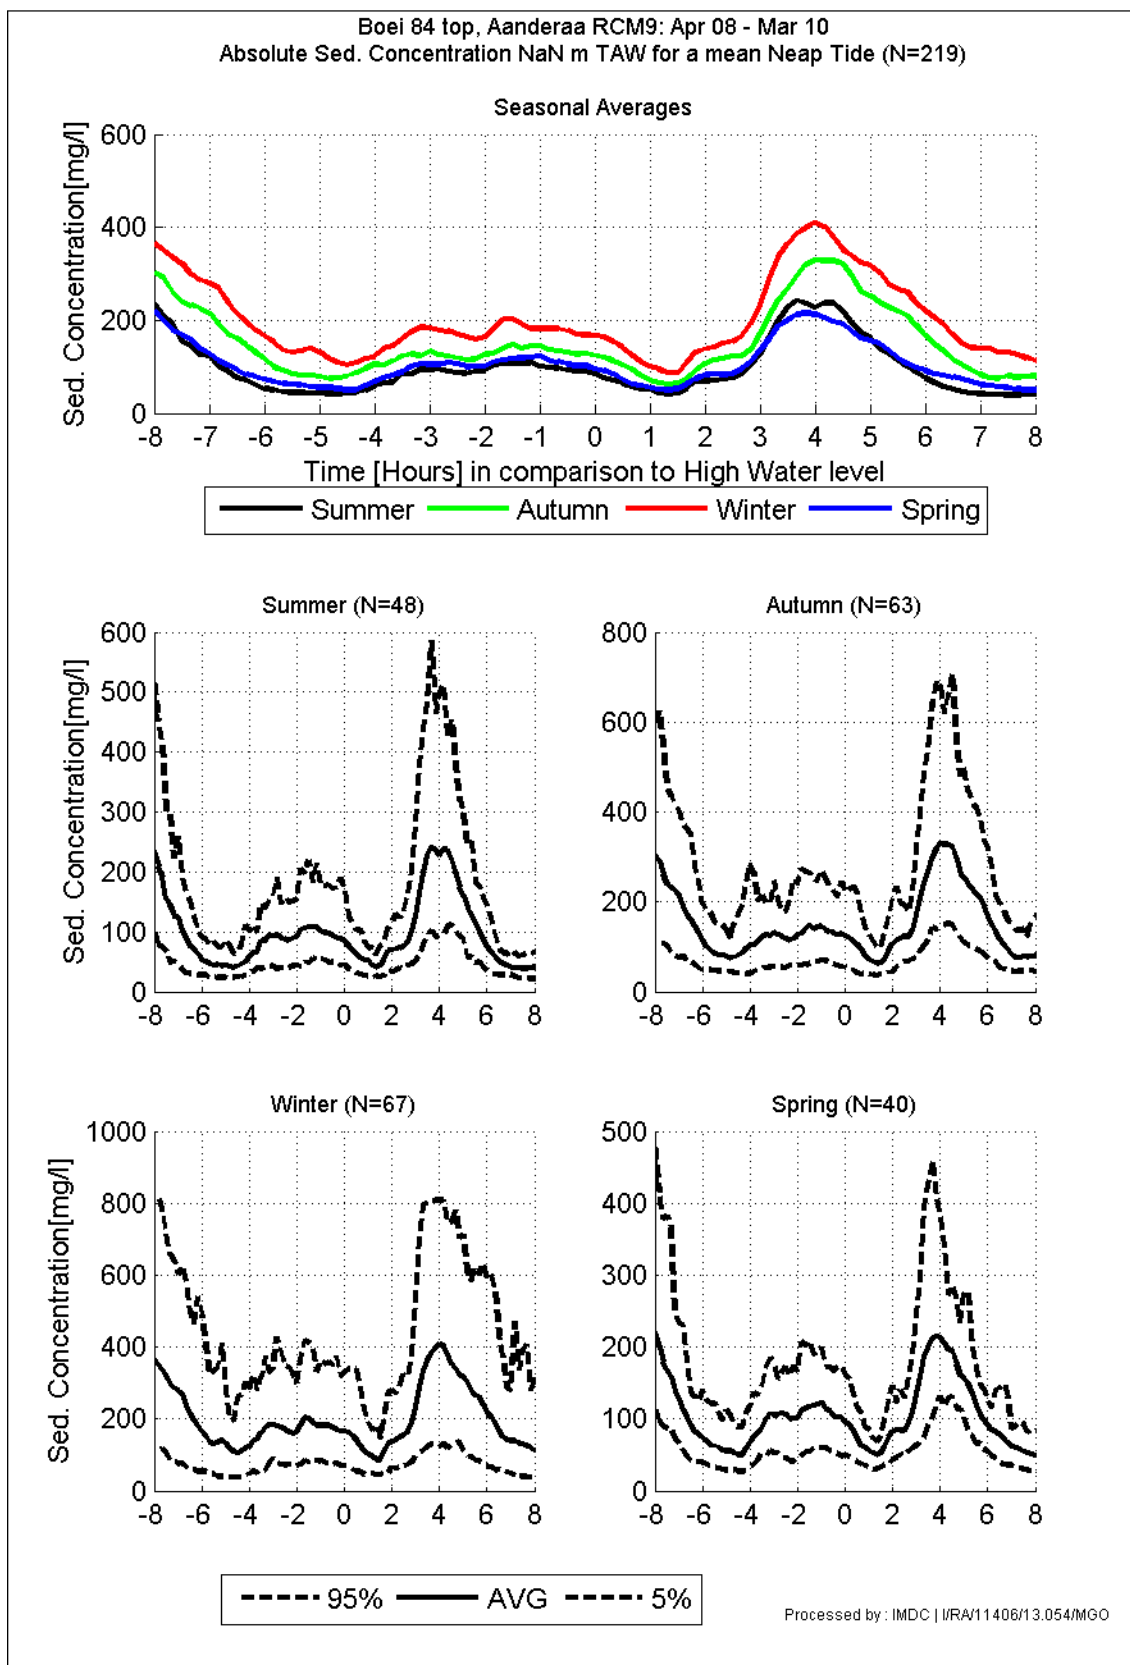 Boei 84 top, Aanderaa RCM9: Apr 08 - Mar 10
Absolute Sed. Concentration NaN m TAW for a mean Neap Tide (N=219)
Seasonal Averages
Sed. Concentration[mg/l]
600
400
200
0
-8 -7 -6 -5 -4 -3 -2 -1 0 1 2 3 4 5 6 7 8
Time [Hours] in comparison to High Water level
Summer Autumn Winter Spring
Summer (N=48)
Sed. Concentration[mg/l]
600
500
400
300
200
100
0
-8 -6 -4 -2 0 2 4 6 8
Autumn (N=63)
800
600
400
200
0
-8 -6 -4 -2 0 2 4 6 8
Winter (N=67)
Sed. Concentration[mg/l]
1000
800
600
400
200
0
-8 -6 -4 -2 0 2 4 6 8
Spring (N=40)
500
400
300
200
100
0
-8 -6 -4 -2 0 2 4 6 8
95% AVG 5%
Processed by : IMDC | I/RA/11406/13.054/MGO